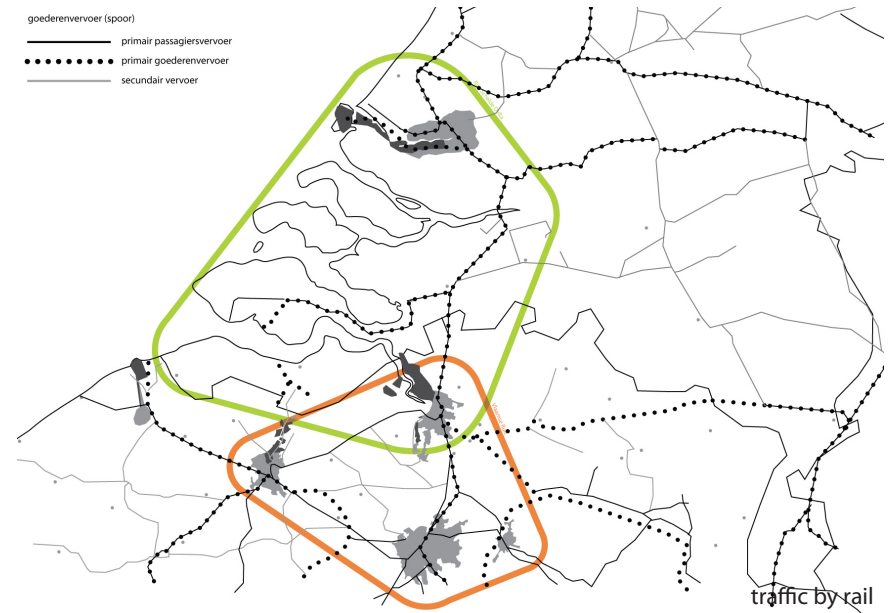 goederenvervoer (spoor)
primair passagiersvervoer
primair goederenvervoer
secundair vervoer
traffic by rail